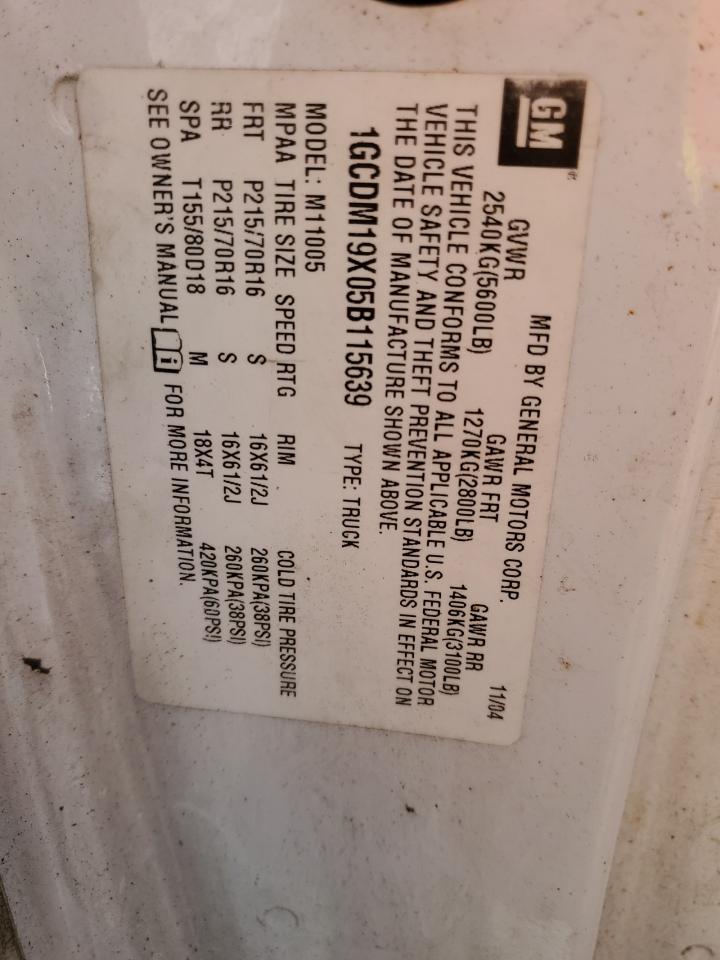 GM®
MFD BY GENERAL MOTORS CORP. 11/04
GVWR GAWR FRT GAWR RR
2540KG(5600LB) 1270KG(2800LB) 1406KG(3100LB)
THIS VEHICLE CONFORMS TO ALL APPLICABLE U.S. FEDERAL MOTOR
VEHICLE SAFETY AND THEFT PREVENTION STANDARDS IN EFFECT ON
THE DATE OF MANUFACTURE SHOWN ABOVE.
1GCDM19X05B115639 TYPE: TRUCK
MODEL: M11005
MPAA TIRE SIZE SPEED RTG RIM COLD TIRE PRESSURE
FRT P215/70R16 S 16X61/2J 260KPA(38PSI)
RR P215/70R16 S 16X61/2J 260KPA(38PSI)
SPA T155/80D18 M 18X4T 420KPA(60PSI)
SEE OWNER'S MANUAL FOR MORE INFORMATION.